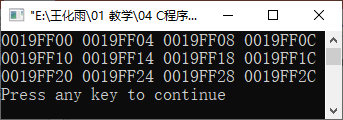 "E:\王化雨\01 教学\04 C程序...
0019FF00 0019FF04 0019FF08 0019FF0C
0019FF10 0019FF14 0019FF18 0019FF1C
0019FF20 0019FF24 0019FF28 0019FF2C
Press any key to continue